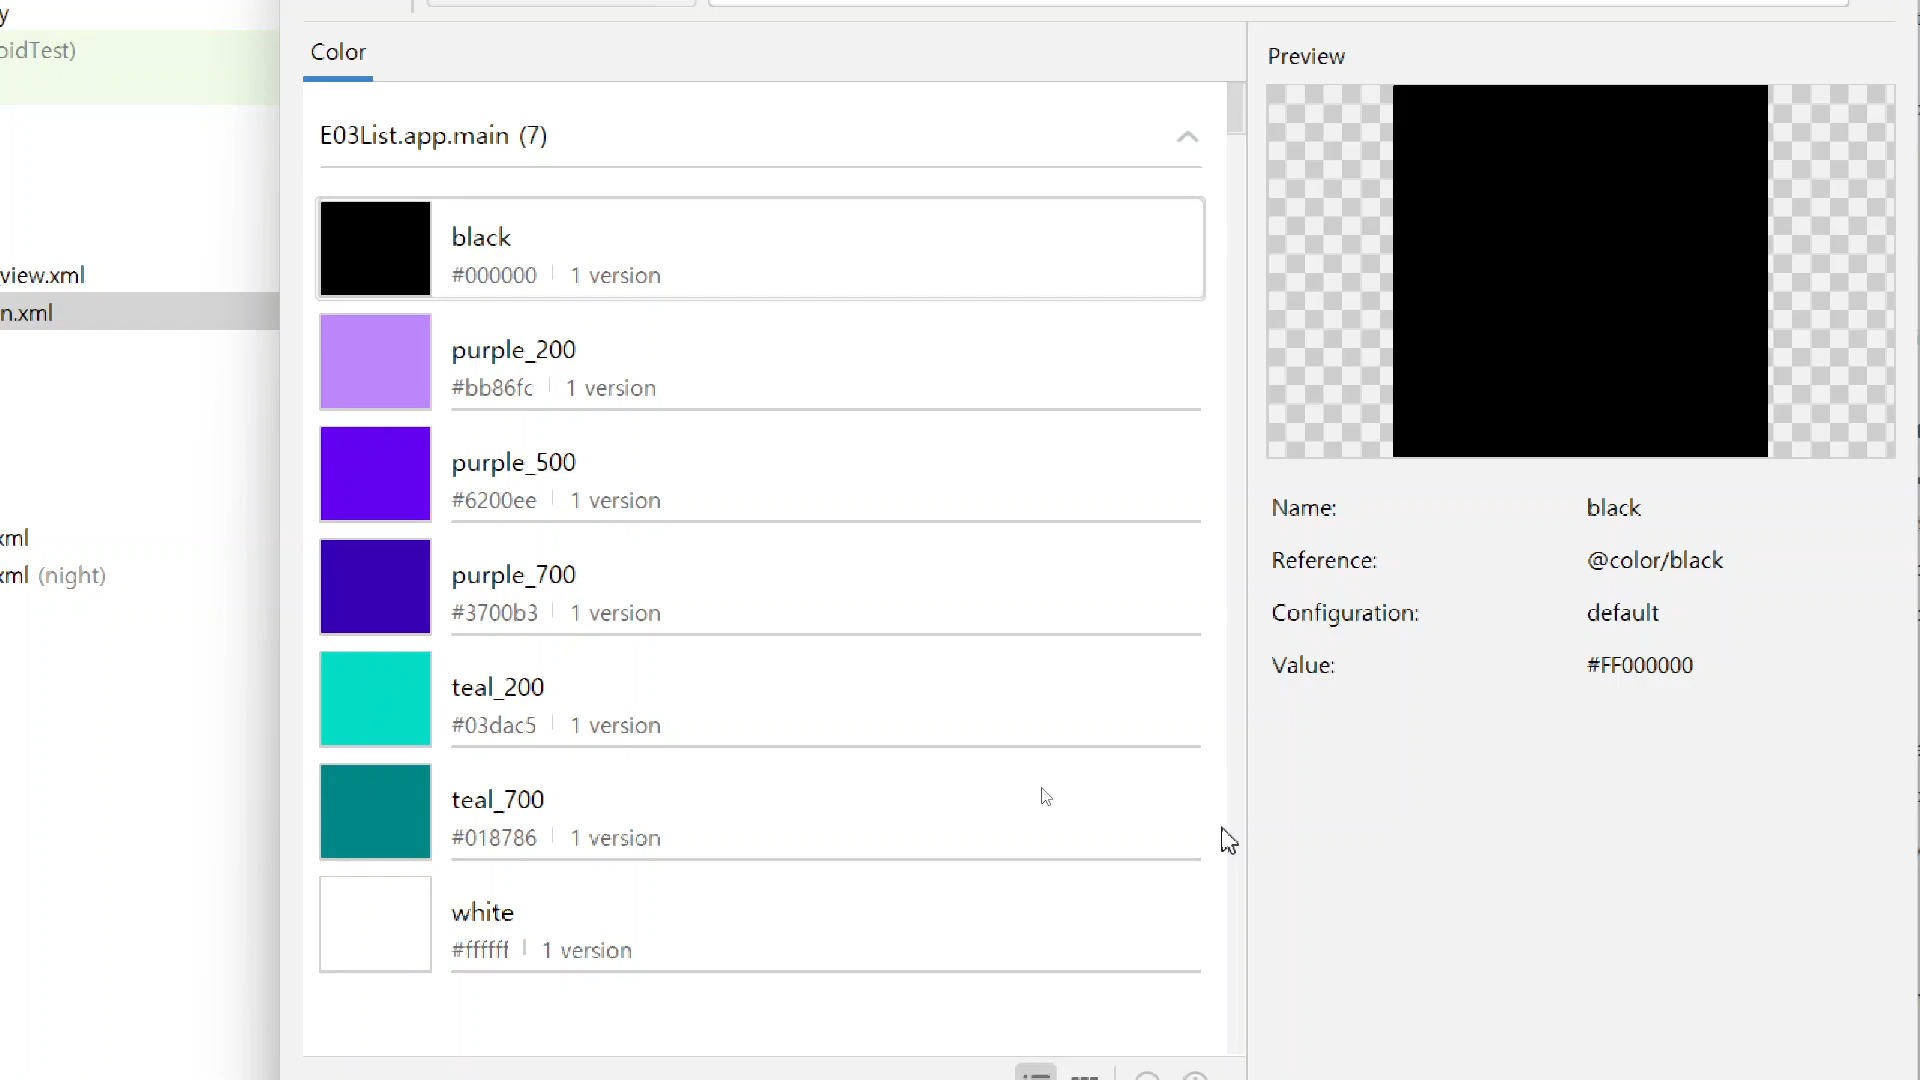 y
oidTest)
view.xml
n.xml
xml
xml (night)
Color
E03List.app.main (7)
black
#000000 | 1 version
purple_200
#bb86fc | 1 version
purple_500
#6200ee | 1 version
purple_700
#3700b3 | 1 version
teal_200
#03dac5 | 1 version
teal_700
#018786 | 1 version
white
#ffffff | 1 version
Preview
Name: black
Reference: @color/black
Configuration: default
Value: #FF000000